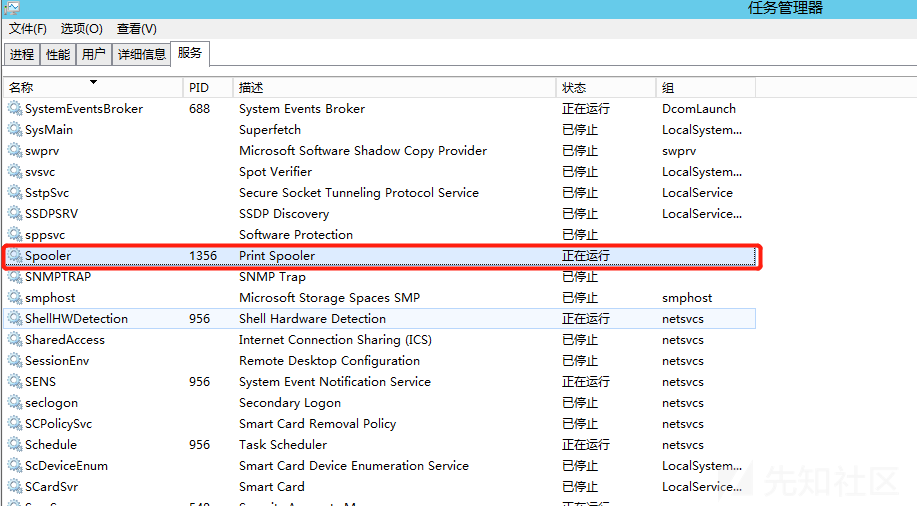 任务管理器
文件(F) 选项(O) 查看(V)
进程 性能 用户 详细信息 服务
名称 PID 描述 状态 组
SystemEventsBroker 688 System Events Broker 正在运行 DcomLaunch
SysMain Superfetch 已停止 LocalSystem...
swprv Microsoft Software Shadow Copy Provider 已停止 swprv
svsvc Spot Verifier 已停止 LocalSystem...
SstpSvc Secure Socket Tunneling Protocol Service 已停止 LocalService
SSDPSRV SSDP Discovery 已停止 LocalService...
sppsvc Software Protection 已停止
Spooler 1356 Print Spooler 正在运行
SNMPTRAP SNMP Trap 已停止
smphost Microsoft Storage Spaces SMP 已停止 smphost
ShellHWDetection 956 Shell Hardware Detection 正在运行 netsvcs
SharedAccess Internet Connection Sharing (ICS) 已停止 netsvcs
SessionEnv Remote Desktop Configuration 已停止 netsvcs
SENS 956 System Event Notification Service 正在运行 netsvcs
seclogon Secondary Logon 已停止 netsvcs
SCPolicySvc Smart Card Removal Policy 已停止 netsvcs
Schedule 956 Task Scheduler 正在运行 netsvcs
ScDeviceEnum Smart Card Device Enumeration Service 已停止 LocalSystem...
SCardSvr Smart Card 已停止 LocalService...
先知社区